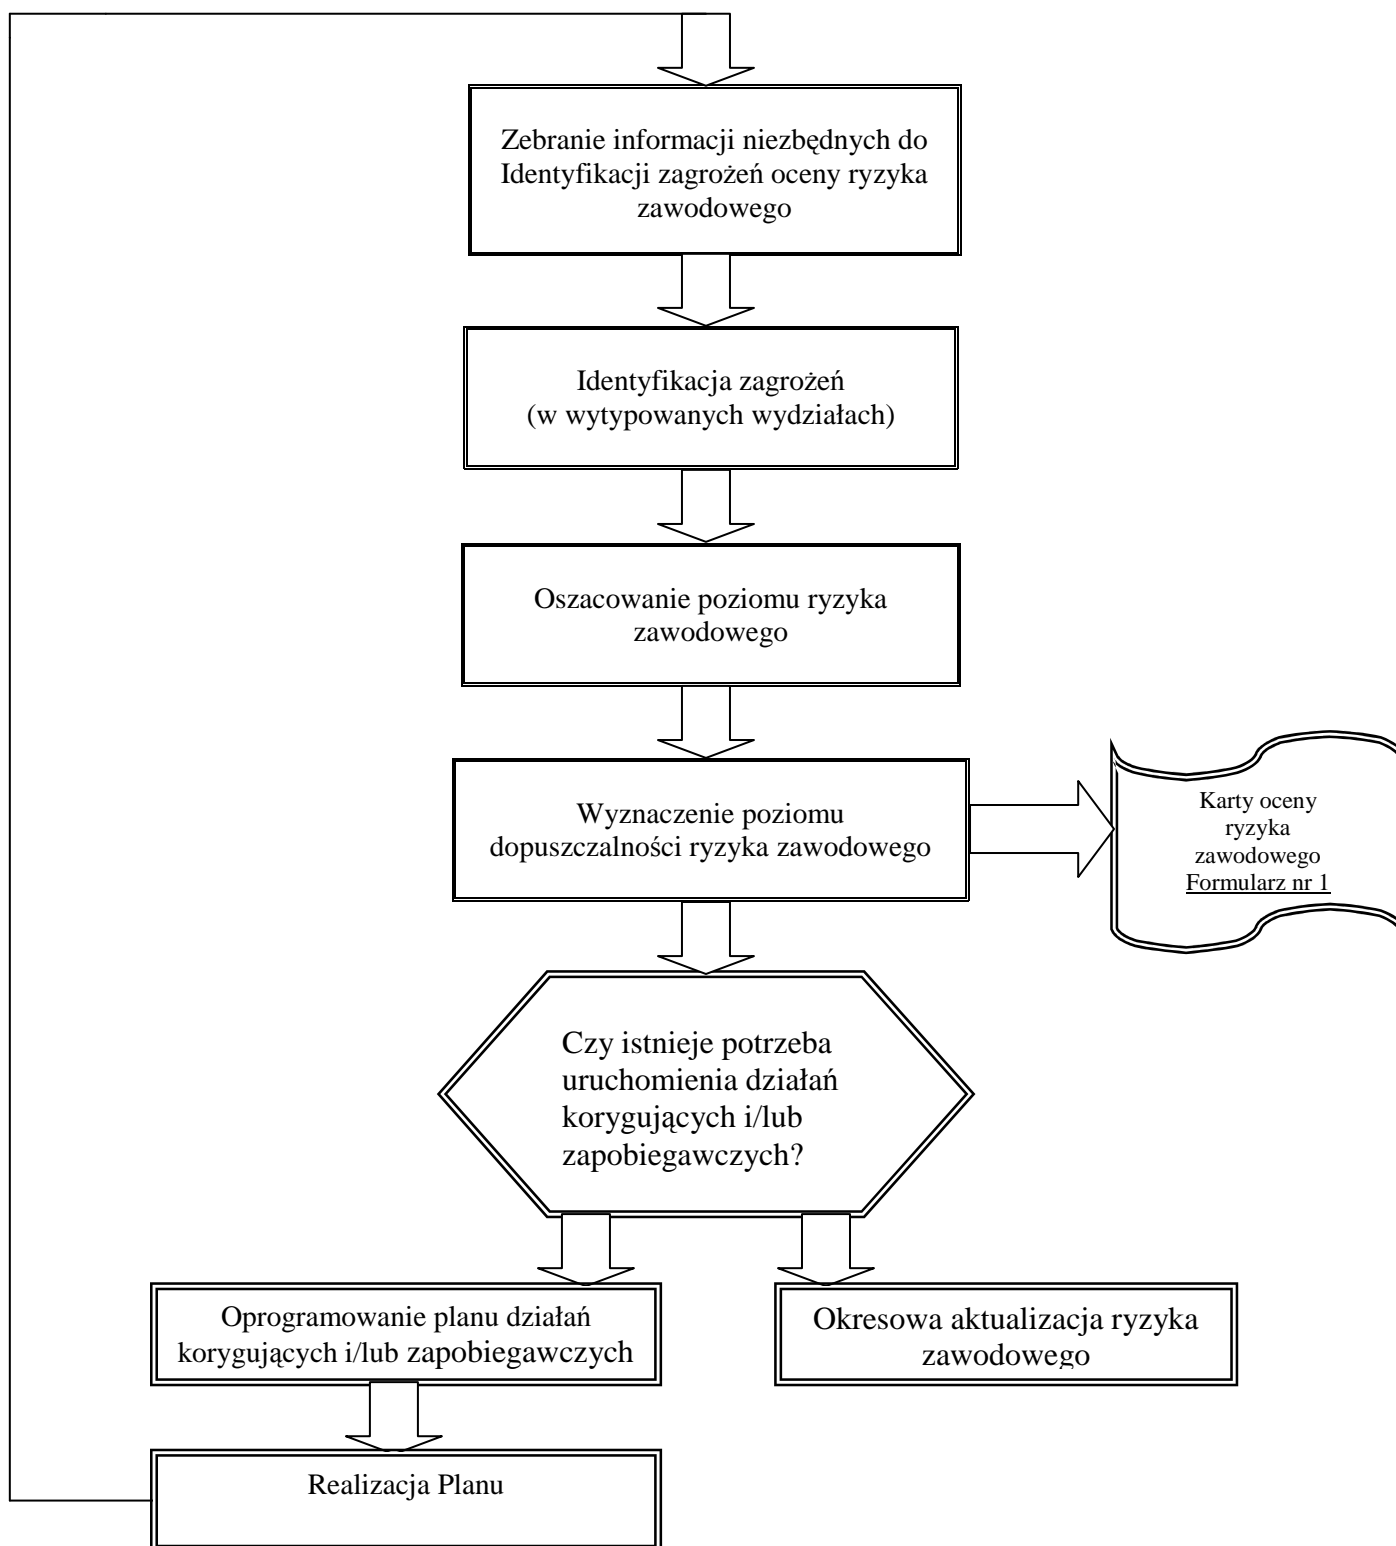 Zebranie informacji niezbędnych do
Identyfikacji zagrożeń oceny ryzyka
zawodowego
Identyfikacja zagrożeń
(w wytypowanych wydziałach)
Oszacowanie poziomu ryzyka
zawodowego
Wyznaczenie poziomu
dopuszczalności ryzyka zawodowego
Karty oceny
ryzyka
zawodowego
Formularz nr 1
Czy istnieje potrzeba
uruchomienia działań
korygujących i/lub
zapobiegawczych?
Oprogramowanie planu działań
korygujących i/lub zapobiegawczych
Okresowa aktualizacja ryzyka
zawodowego
Realizacja Planu